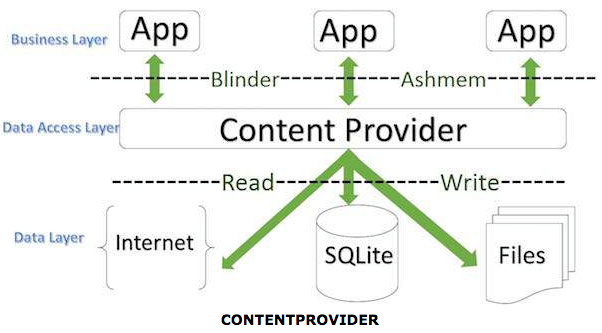 Business Layer App App App
Blinder Ashmem
Data Access Layer Content Provider
Read Write
Data Layer Internet SQLite Files
CONTENTPROVIDER